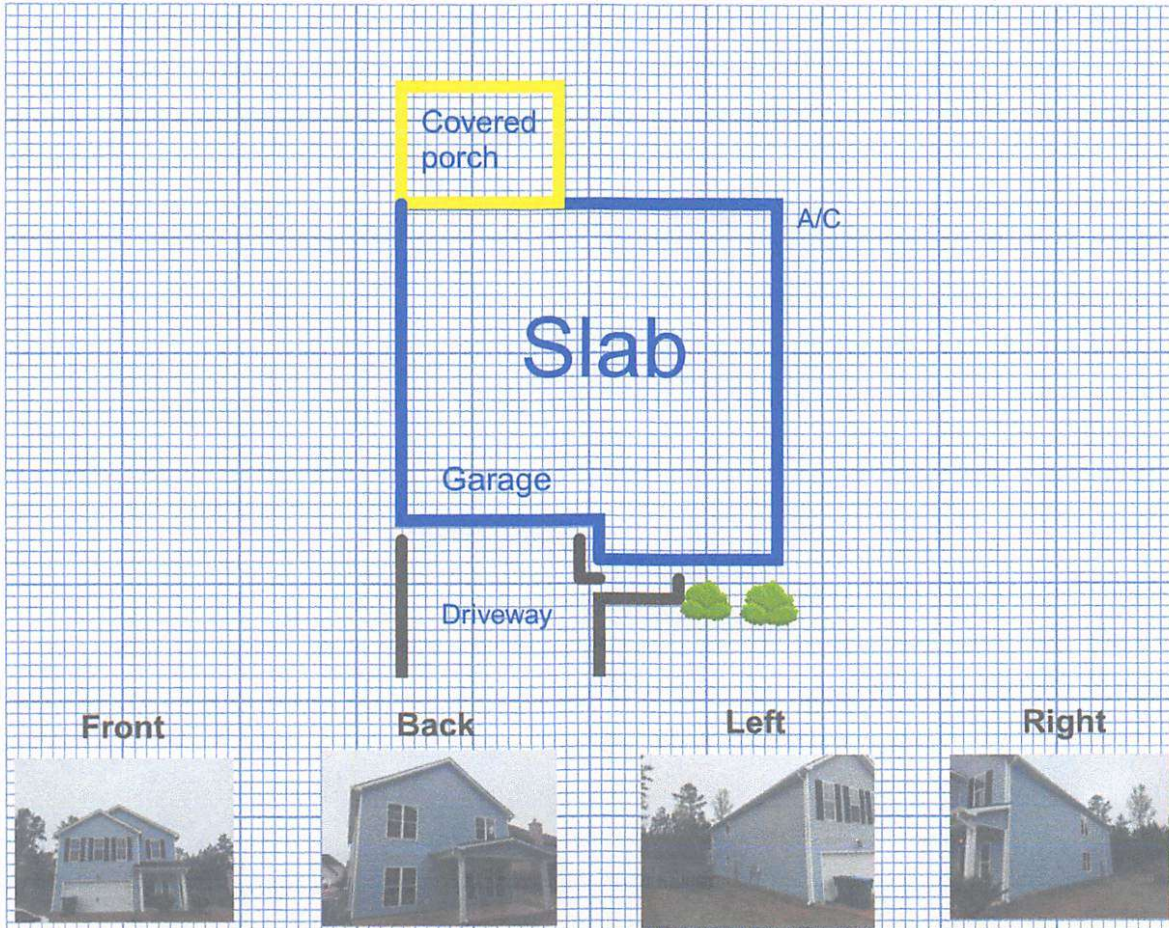 Covered
porch
A/C
Slab
Garage
Driveway
Front
Back
Left
Right